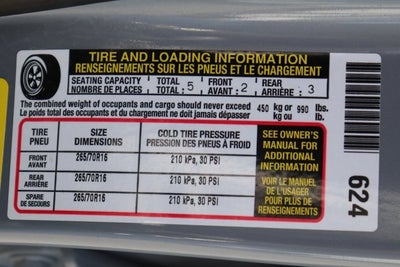 TIRE AND LOADING INFORMATION
RENSEIGNEMENTS SUR LES PNEUS ET LE CHARGEMENT
SEATING CAPACITY TOTAL : 5 FRONT : 2 REAR : 3
NOMBRE DE PLACES TOTAL AVANT ARRIÈRE
The combined weight of occupants and cargo should never exceed 450 kg or 990 lbs.
Le poids total des occupants et du chargement ne doit jamais dépasser kg ou lb.
TIRE SIZE COLD TIRE PRESSURE
PNEU DIMENSIONS PRESSION DES PNEUS À FROID
FRONT 265/70R16 210 kPa, 30 PSI
AVANT
REAR 265/70R16 210 kPa, 30 PSI
ARRIÈRE
SPARE 265/70R16 210 kPa, 30 PSI
DE SECOURS
SEE OWNER'S
MANUAL FOR
ADDITIONAL
INFORMATION
VOIR LE MANUEL
DE L'USAGER
POUR PLUS DE
RENSEIGNEMENTS
624